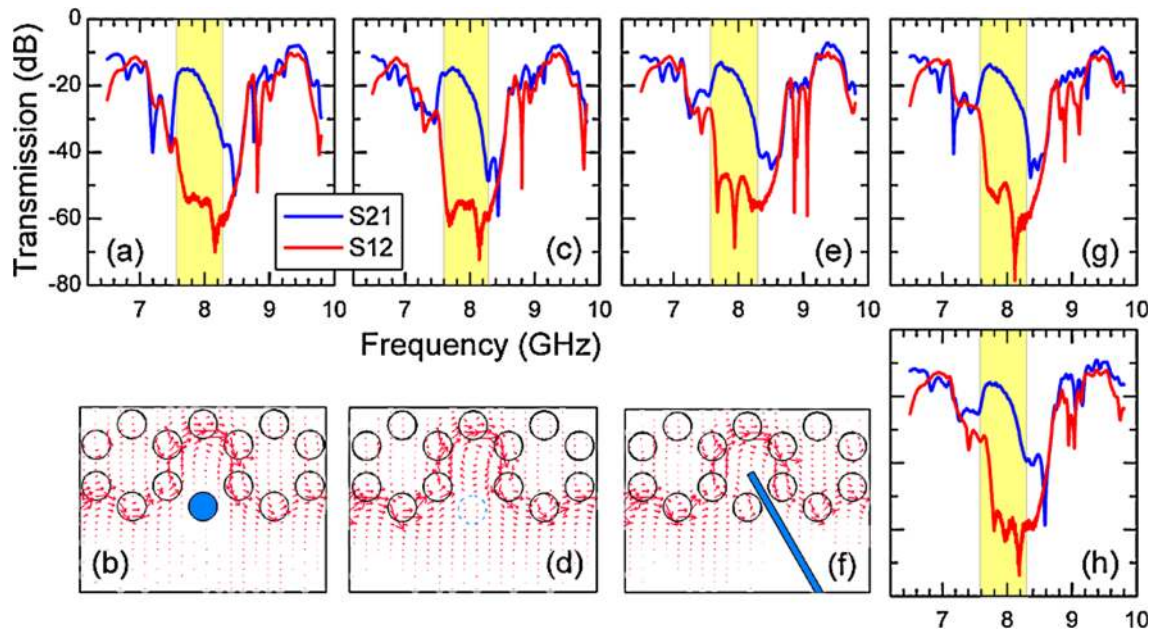 Transmission (dB)
0
-20
-40
-60
-80
(a)
(c)
(e)
(g)
S21
S12
7 8 9 10
7 8 9 10
7 8 9 10
7 8 9 10
Frequency (GHz)
(b)
(d)
(f)
(h)
7 8 9 10